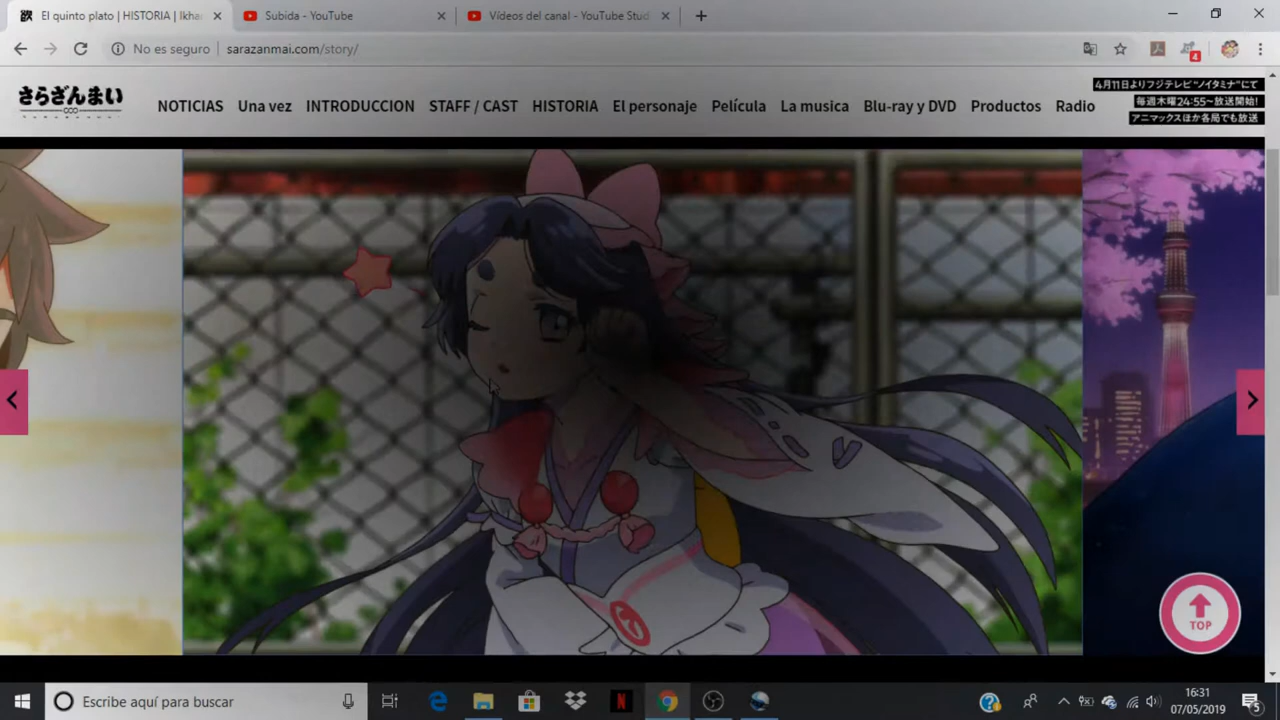 El quinto plato | HISTORIA | Ikha
Subida - YouTube
Vídeos del canal - YouTube Stud
No es seguro
sarazanmai.com/story/
4
さらざんまい
NOTICIAS
Una vez
INTRODUCCION
STAFF / CAST
HISTORIA
El personaje
Película
La musica
Blu-ray y DVD
Productos
Radio
4月11日よりフジテレビ"ノイタミナ"にて
毎週木曜24:55~放送開始!
アニマックスほか各局でも放送
TOP
Escribe aquí para buscar
16:31
07/05/2019
5